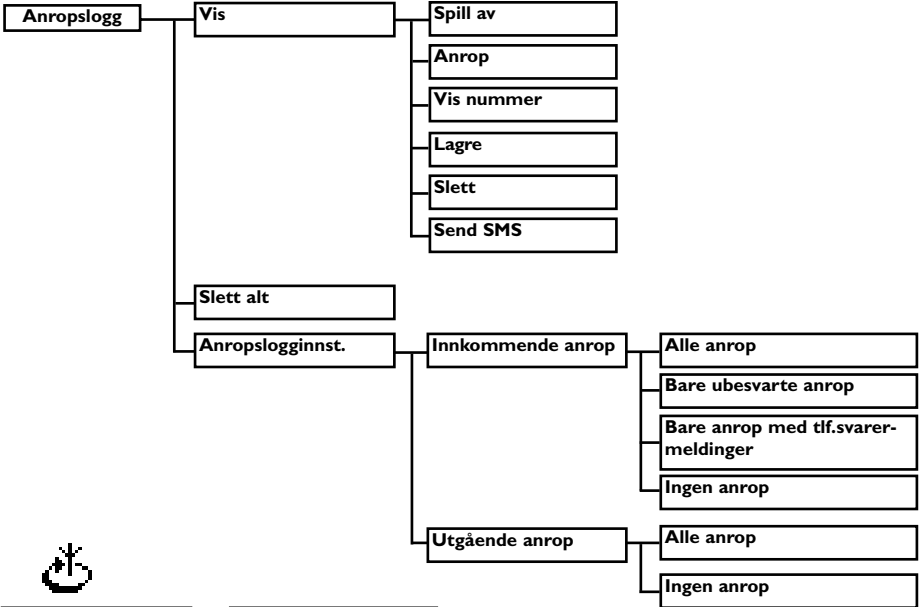 Anropslogg
Vis
Spill av
Anrop
Vis nummer
Lagre
Slett
Send SMS
Slett alt
Anropslogginnst.
Innkommende anrop
Alle anrop
Bare ubesvarte anrop
Bare anrop med tlf.svarer-
meldinger
Ingen anrop
Utgående anrop
Alle anrop
Ingen anrop